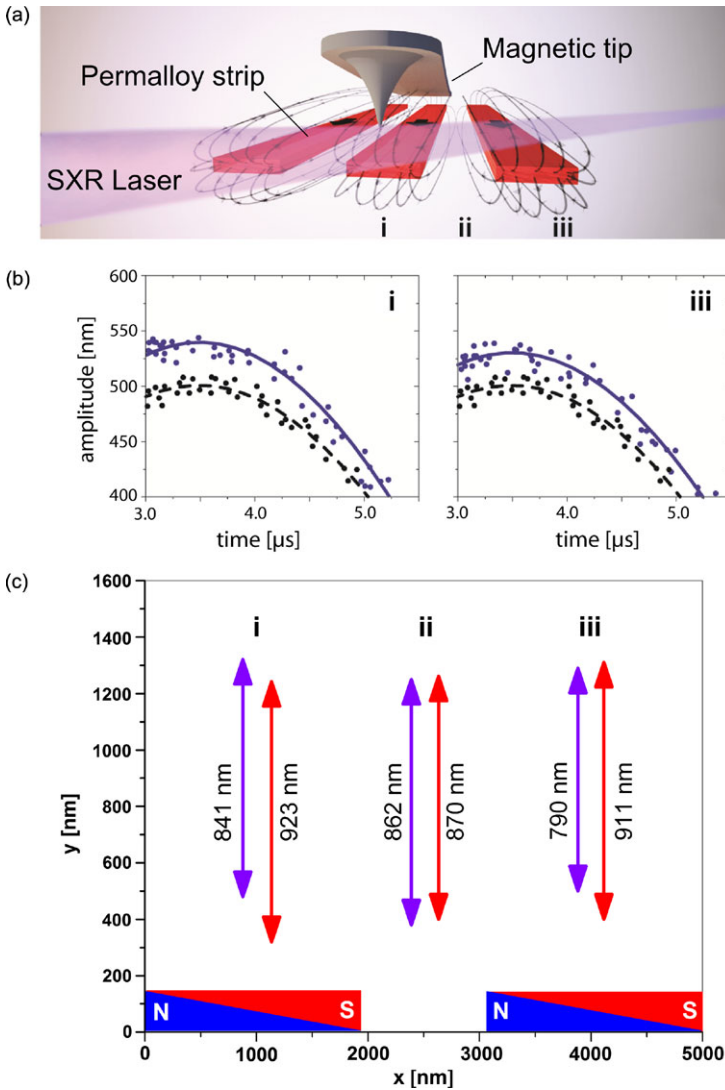 (a)
Magnetic tip
Permalloy strip
SXR Laser
i
ii
iii
(b)
600
550
500
450
400
amplitude [nm]
i
3.0
4.0
5.0
time [µs]
iii
3.0
4.0
5.0
time [µs]
(c)
1600
1400
1200
1000
800
600
400
200
0
y [nm]
i
ii
iii
841 nm
923 nm
862 nm
870 nm
790 nm
911 nm
N
S
N
S
0
1000
2000
3000
4000
5000
x [nm]